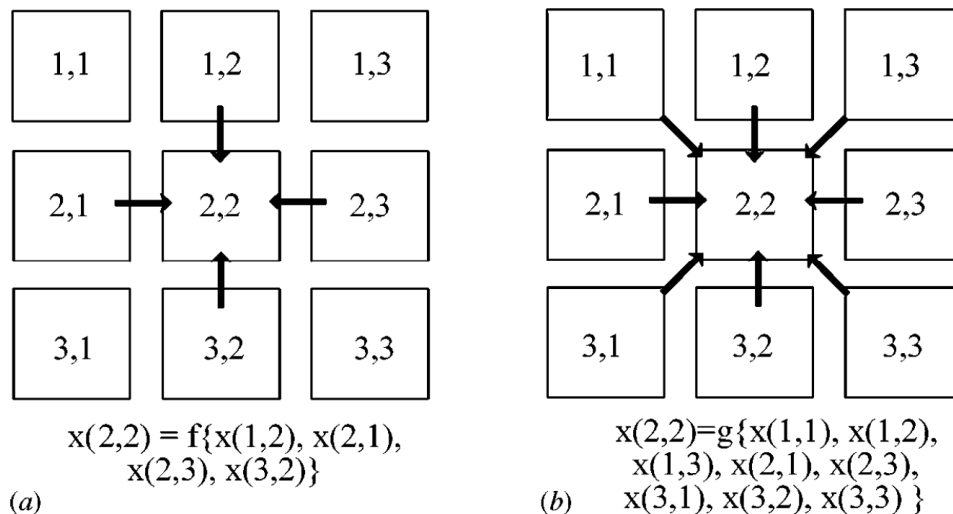 1,1 1,2 1,3
2,1 2,2 2,3
3,1 3,2 3,3
x(2,2) = f{x(1,2), x(2,1),
x(2,3), x(3,2)}
(a)
1,1 1,2 1,3
2,1 2,2 2,3
3,1 3,2 3,3
x(2,2)=g{x(1,1), x(1,2),
x(1,3), x(2,1), x(2,3),
x(3,1), x(3,2), x(3,3) }
(b)